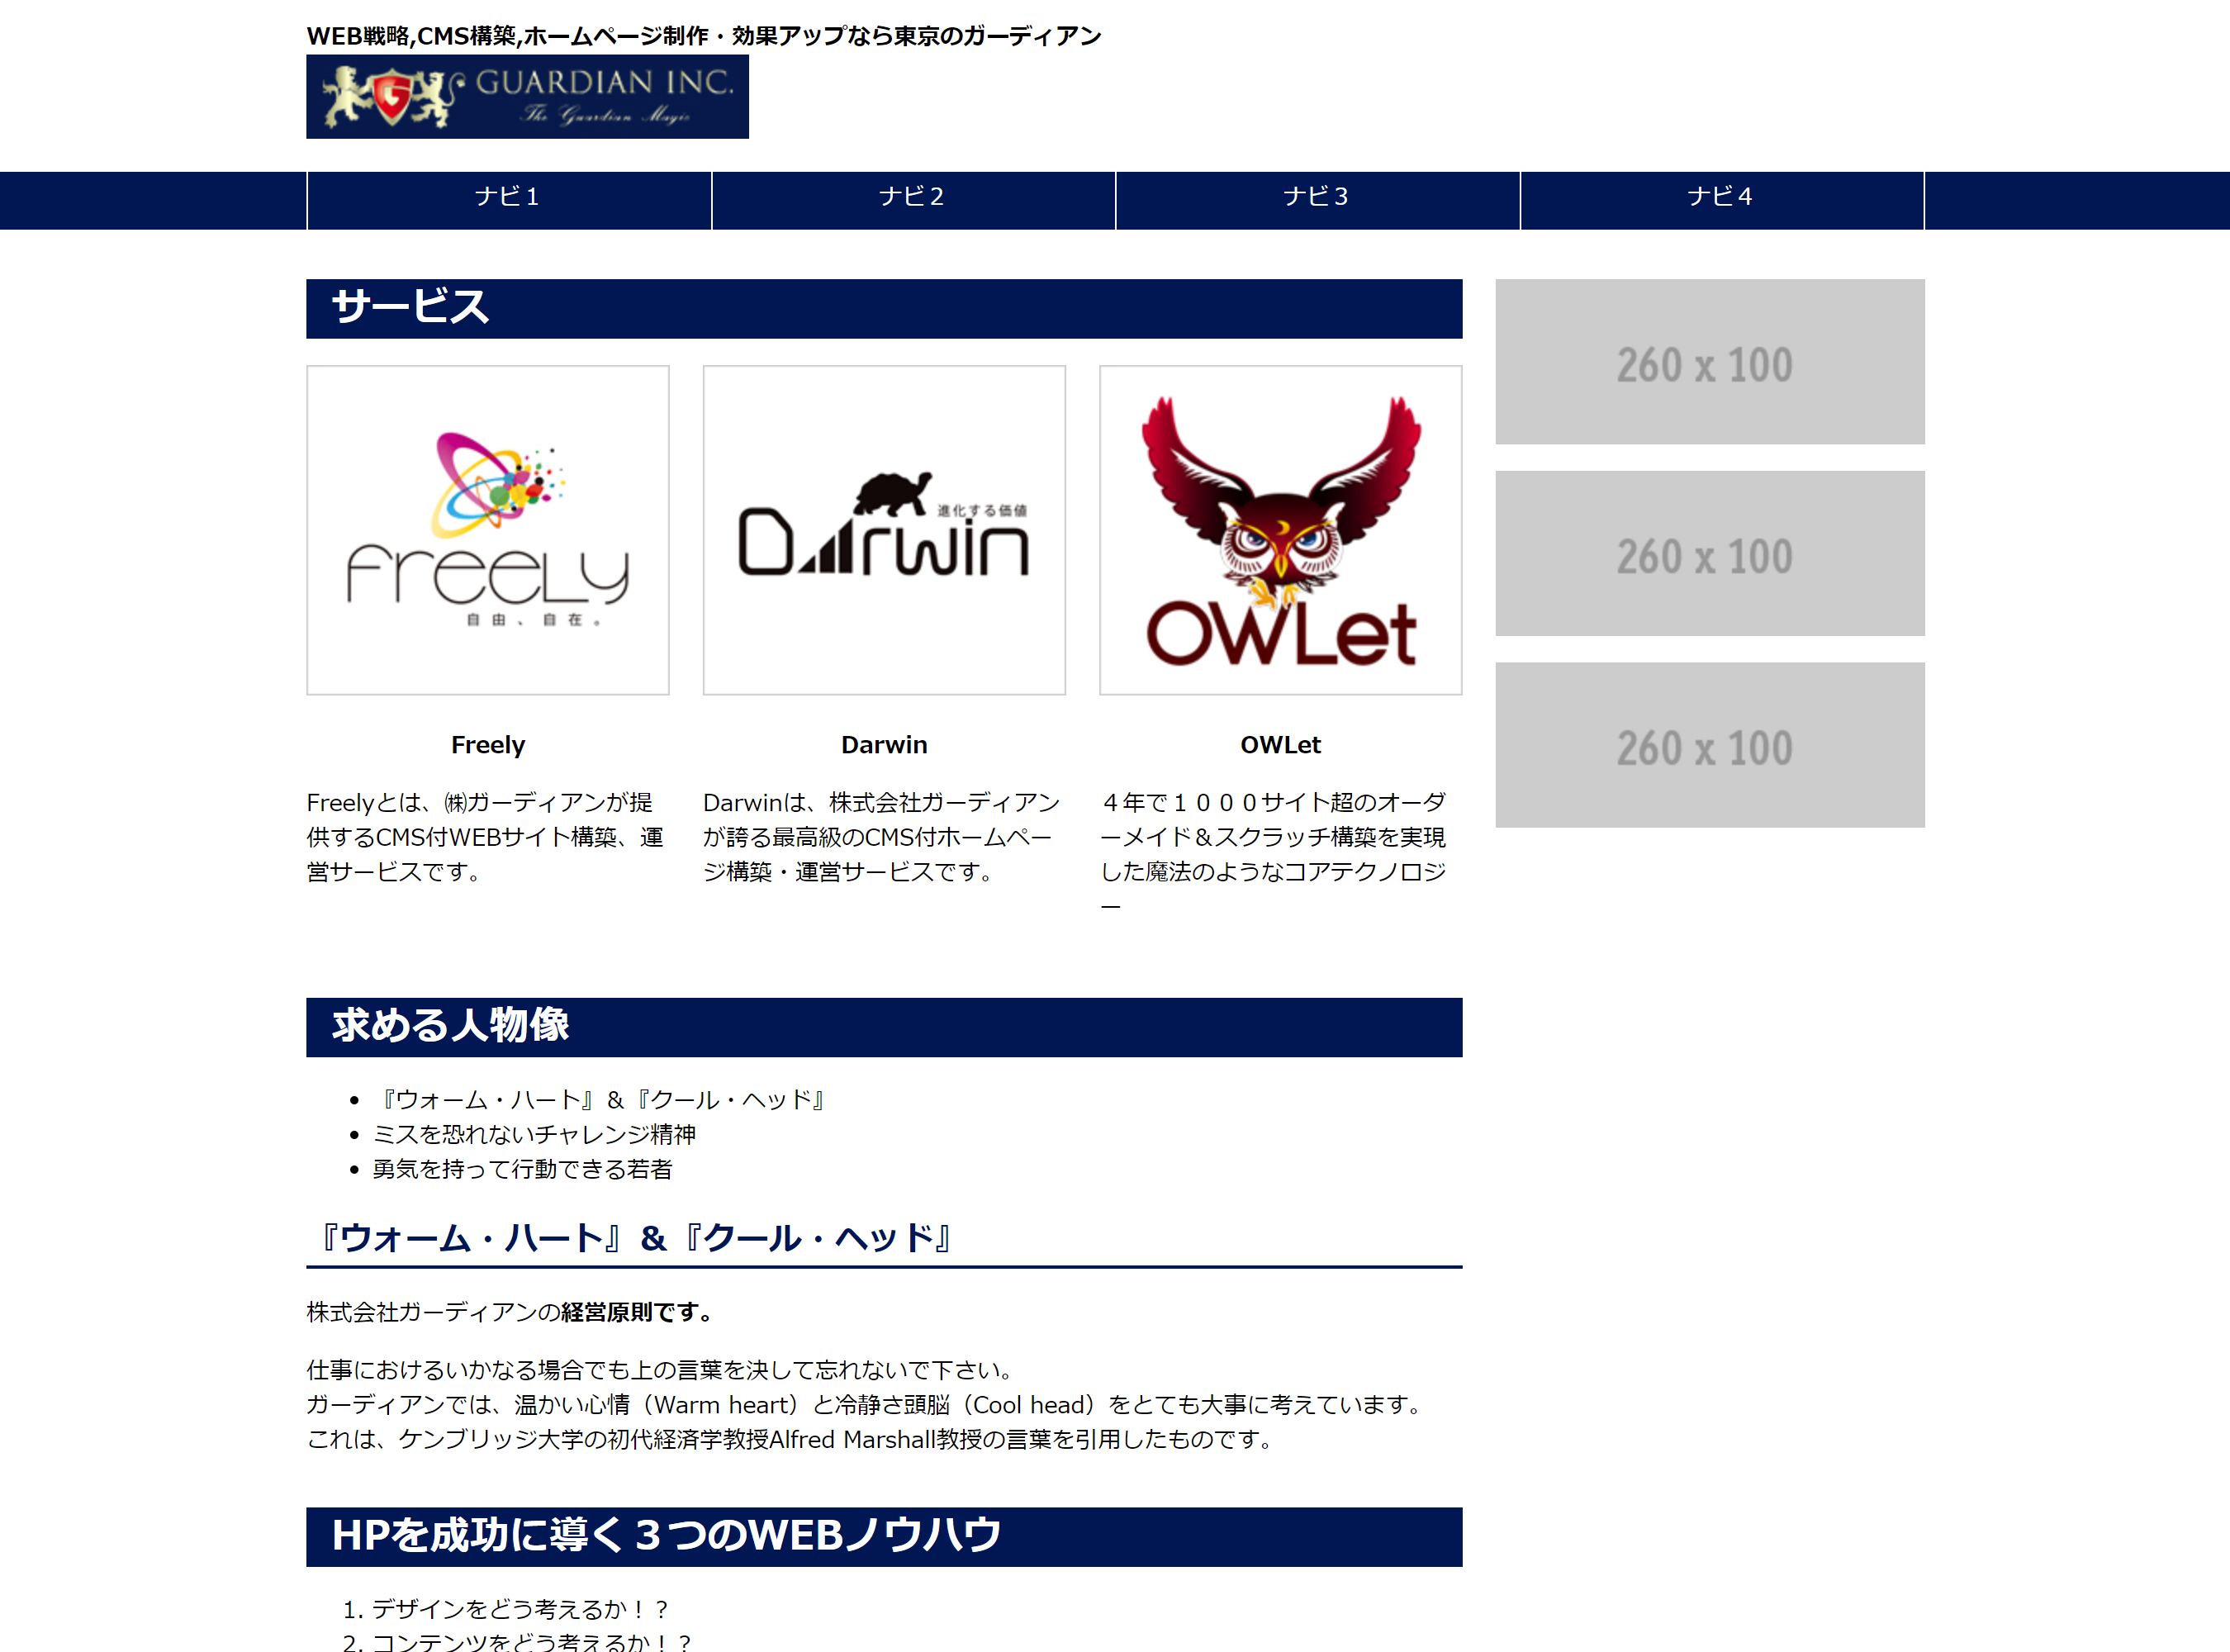 WEB戦略,CMS構築,ホームページ制作・効果アップなら東京のガーディアン
GUARDIAN INC.
The Guardian Magic
ナビ１
ナビ２
ナビ３
ナビ４
サービス
freeLy
自由、自在。
進化する価値
Darwin
OWLet
Freely
Darwin
OWLet
Freelyとは、㈱ガーディアンが提
供するCMS付WEBサイト構築、運
営サービスです。
Darwinは、株式会社ガーディアン
が誇る最高級のCMS付ホームペー
ジ構築・運営サービスです。
４年で１０００サイト超のオーダ
ーメイド＆スクラッチ構築を実現
した魔法のようなコアテクノロジ
ー
260 x 100
260 x 100
260 x 100
求める人物像
• 『ウォーム・ハート』＆『クール・ヘッド』
• ミスを恐れないチャレンジ精神
• 勇気を持って行動できる若者
『ウォーム・ハート』＆『クール・ヘッド』
株式会社ガーディアンの経営原則です。
仕事におけるいかなる場合でも上の言葉を決して忘れないで下さい。
ガーディアンでは、温かい心情（Warm heart）と冷静さ頭脳（Cool head）をとても大事に考えています。
これは、ケンブリッジ大学の初代経済学教授Alfred Marshall教授の言葉を引用したものです。
HPを成功に導く３つのWEBノウハウ
1. デザインをどう考えるか！？
2. コンテンツをどう考えるか！？